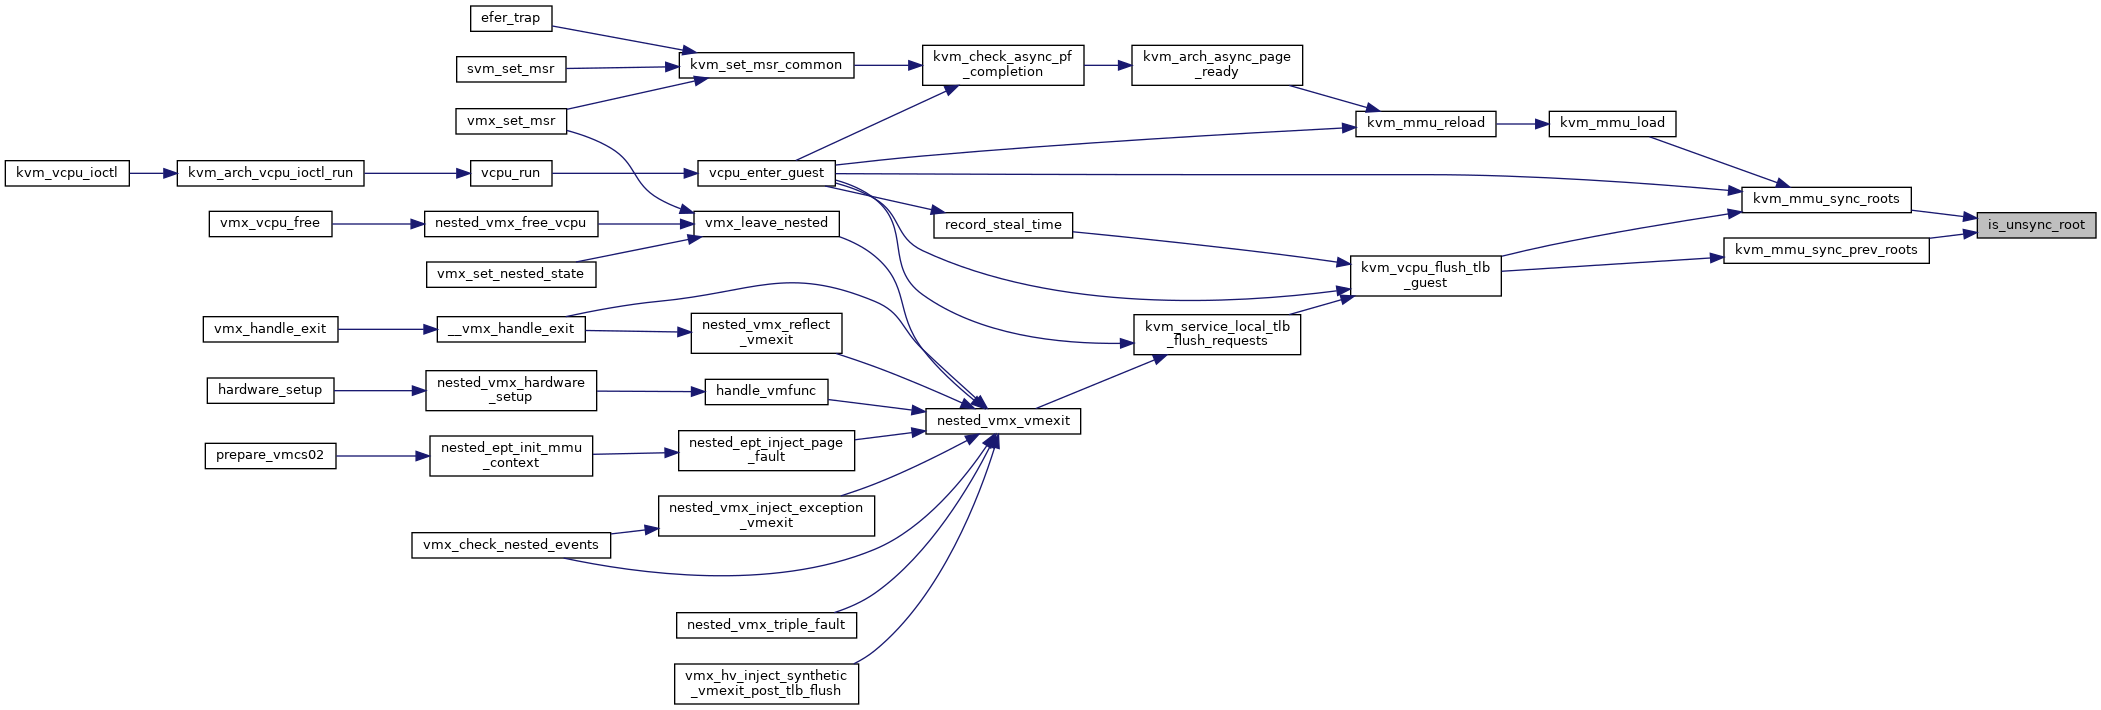 efer_trap
svm_set_msr
vmx_set_msr
kvm_set_msr_common
kvm_check_async_pf
_completion
kvm_arch_async_page
_ready
kvm_mmu_reload
kvm_mmu_load
kvm_vcpu_ioctl
kvm_arch_vcpu_ioctl_run
vcpu_run
vcpu_enter_guest
kvm_mmu_sync_roots
is_unsync_root
vmx_vcpu_free
nested_vmx_free_vcpu
vmx_leave_nested
record_steal_time
kvm_mmu_sync_prev_roots
vmx_set_nested_state
kvm_vcpu_flush_tlb
_guest
vmx_handle_exit
__vmx_handle_exit
nested_vmx_reflect
_vmexit
kvm_service_local_tlb
_flush_requests
hardware_setup
nested_vmx_hardware
_setup
handle_vmfunc
nested_vmx_vmexit
prepare_vmcs02
nested_ept_init_mmu
_context
nested_ept_inject_page
_fault
nested_vmx_inject_exception
_vmexit
vmx_check_nested_events
nested_vmx_triple_fault
vmx_hv_inject_synthetic
_vmexit_post_tlb_flush